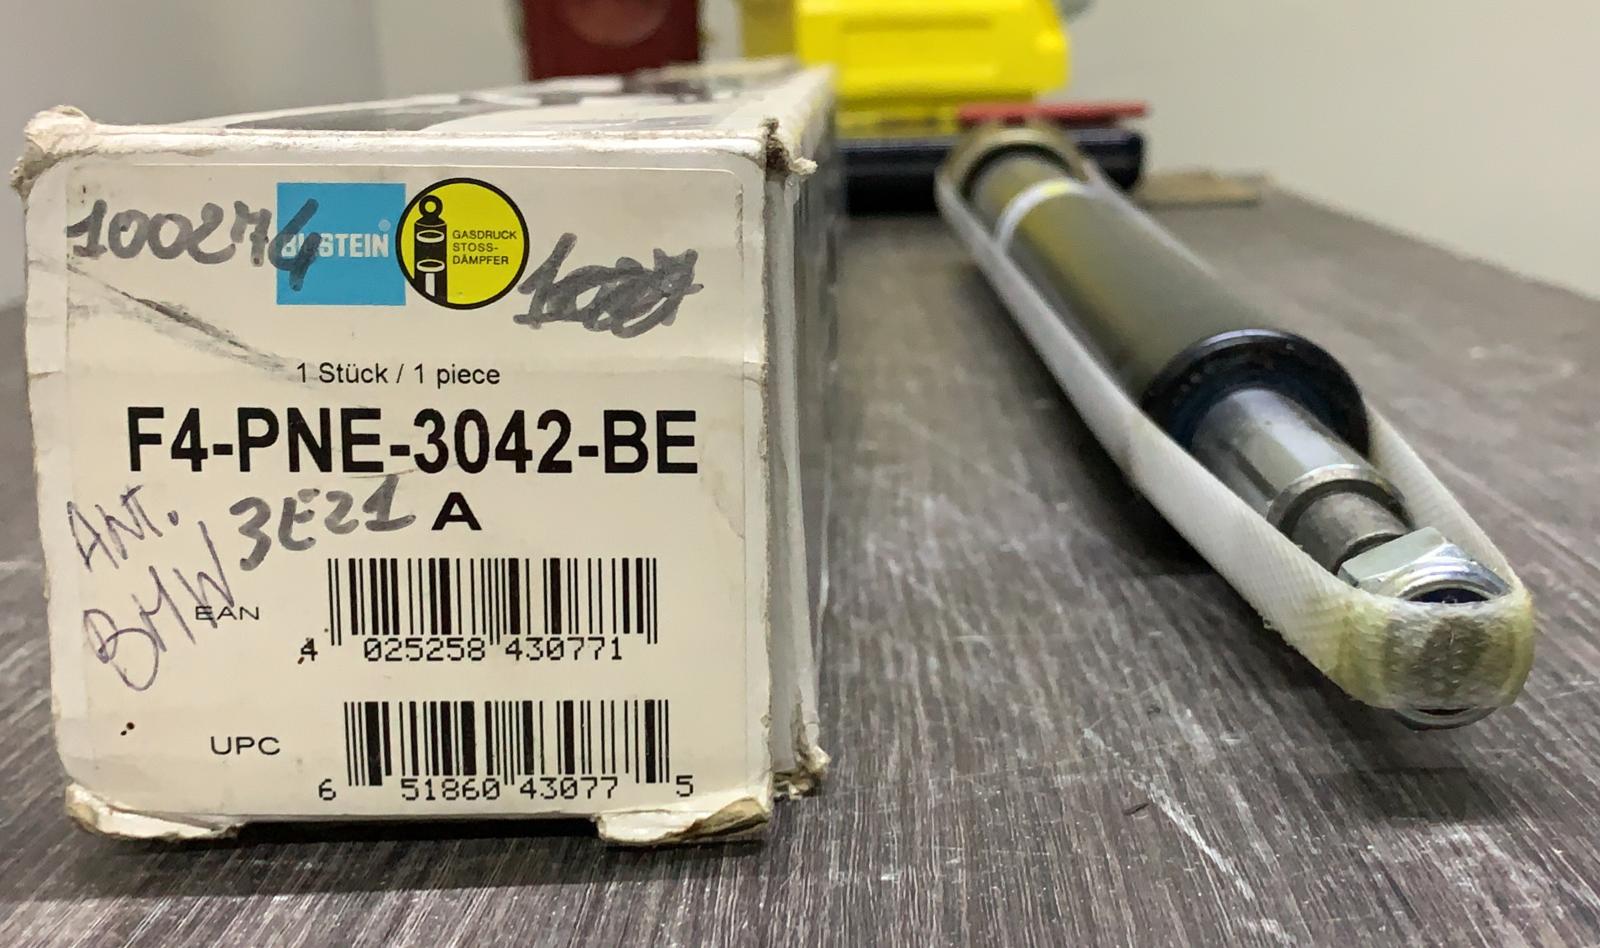 100274
BILSTEIN®
GASDRUCK
STOSS-
DÄMPFER
1 Stück / 1 piece
F4-PNE-3042-BE
A
ANT.
BMW 3E21
EAN
4 025258 430771
UPC
6 51860 43077 5